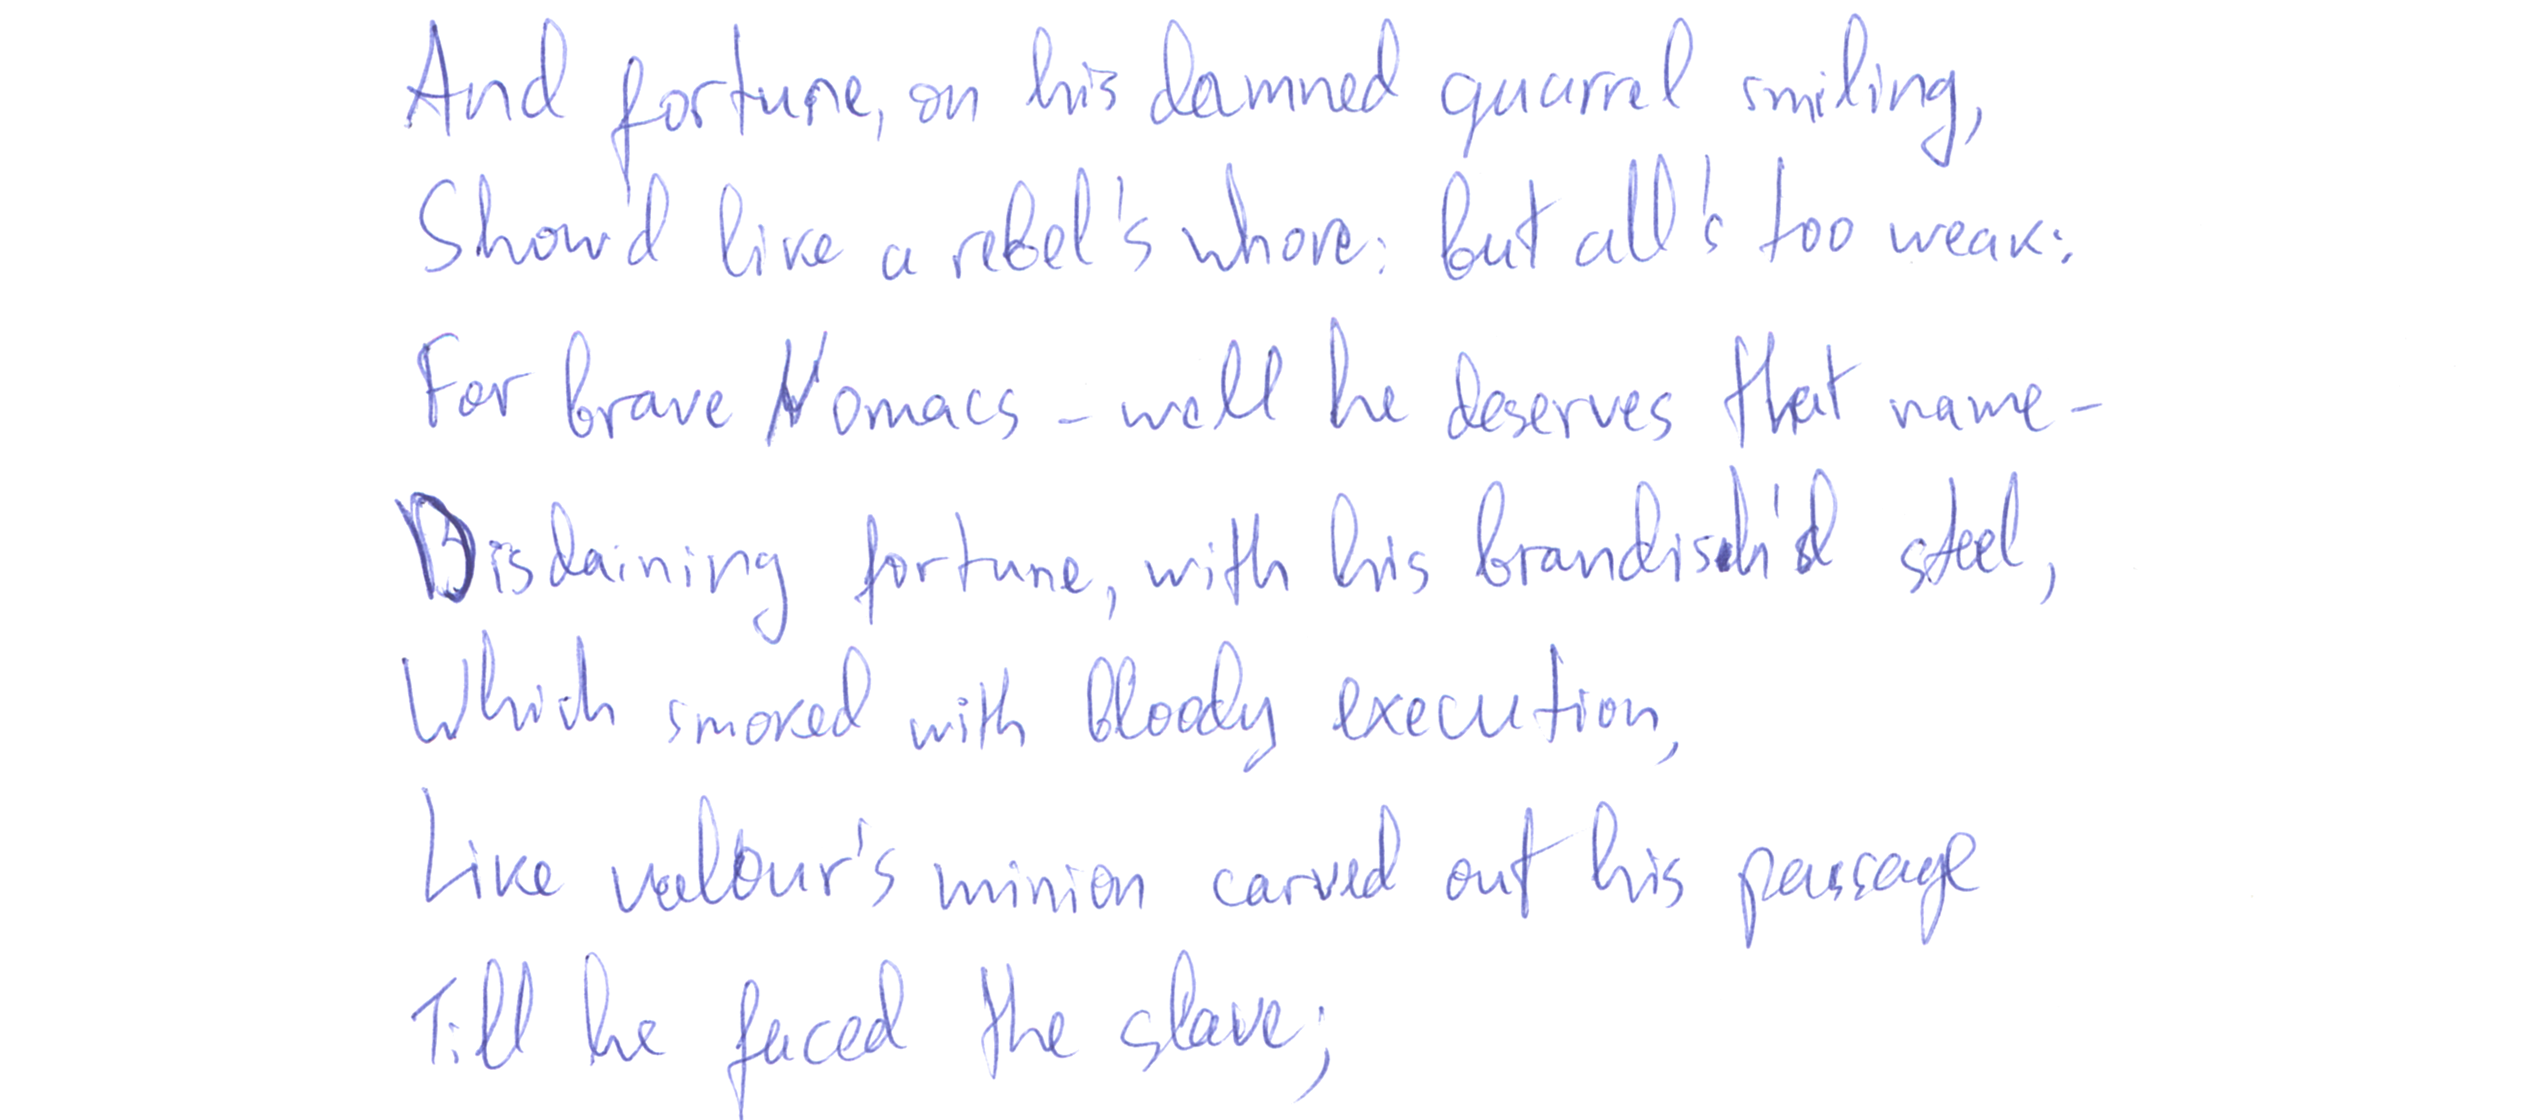 And fortune, on his damned quarrel smiling,
Show'd like a rebel's whore: but all's too weak:
For brave Nomacs - well he deserves that name -
Disdaining fortune, with his brandish'd steel,
Which smoked with bloody execution,
Like valour's minion carved out his passage
Till he faced the slave;